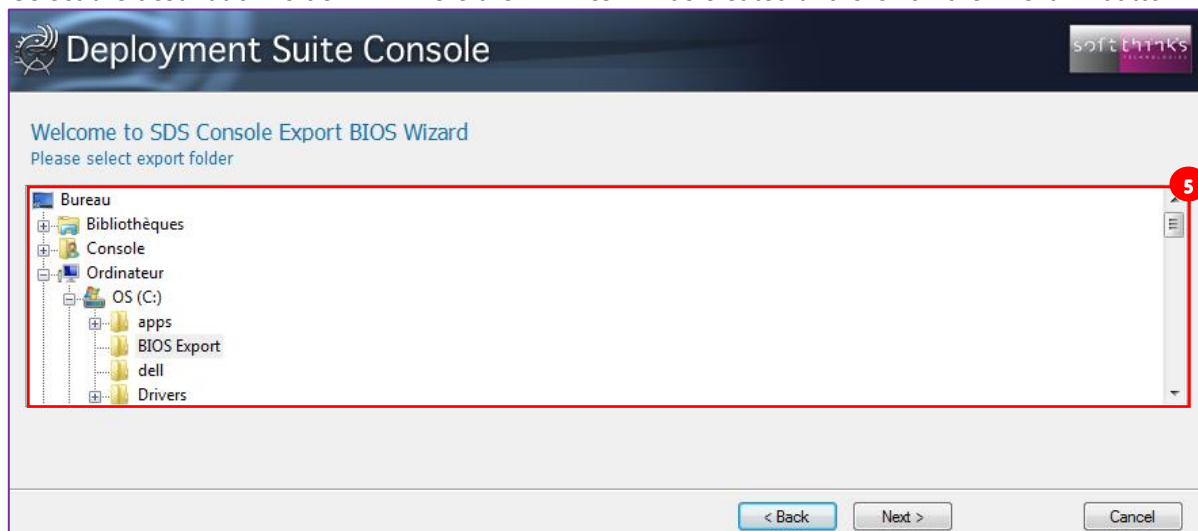 Deployment Suite Console
softthinks
TECHNOLOGIES
Welcome to SDS Console Export BIOS Wizard
Please select export folder
5
Bureau
Bibliothèques
Console
Ordinateur
OS (C:)
apps
BIOS Export
dell
Drivers
< Back Next > Cancel